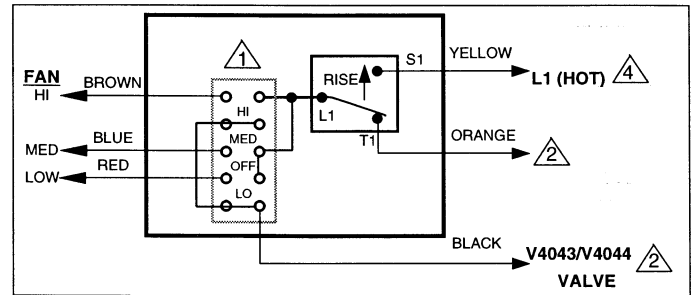 FAN
HI
BROWN
MED
BLUE
LOW
RED
1
HI
MED
OFF
LO
RISE
L1
S1
T1
YELLOW
L1 (HOT)
4
ORANGE
2
BLACK
V4043/V4044
VALVE
2